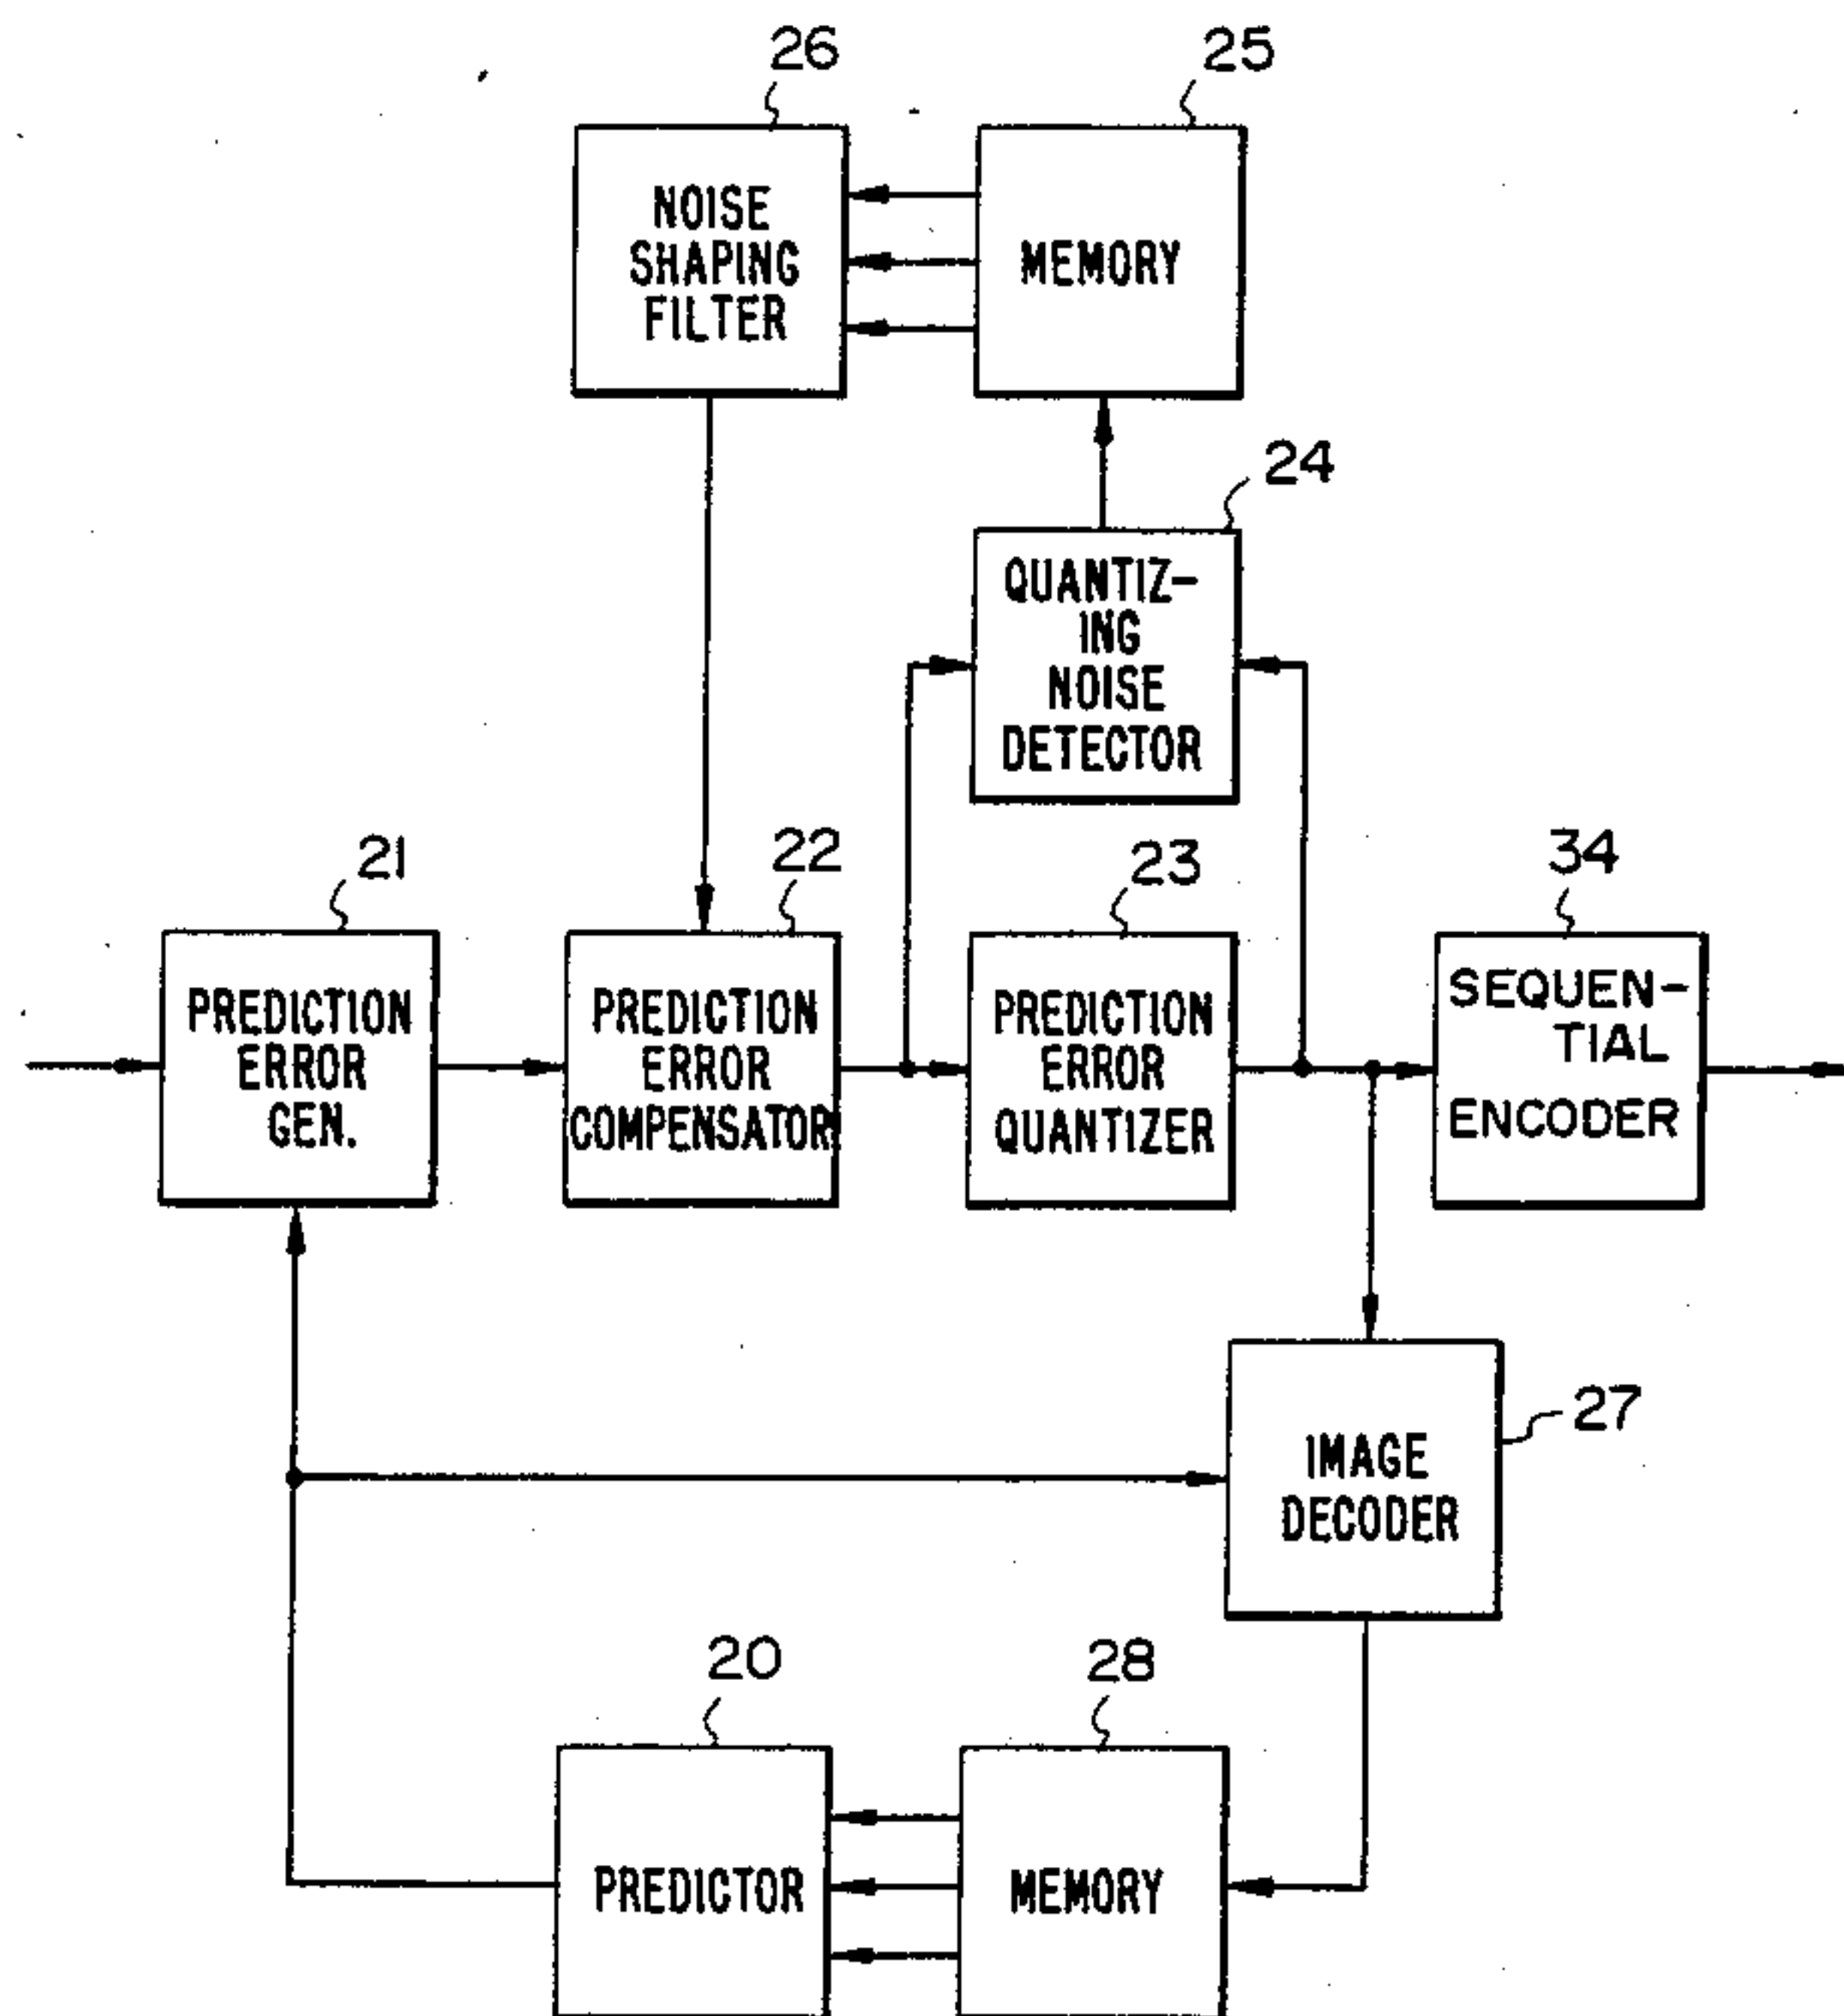 26
25
NOISE
SHAPING
FILTER
MEMORY
24
QUANTIZ-
ING
NOISE
DETECTOR
21
22
23
34
PREDICTION
ERROR
GEN.
PREDICTION
ERROR
COMPENSATOR
PREDICTION
ERROR
QUANTIZER
SEQUEN-
TIAL
ENCODER
27
IMAGE
DECODER
20
28
PREDICTOR
MEMORY